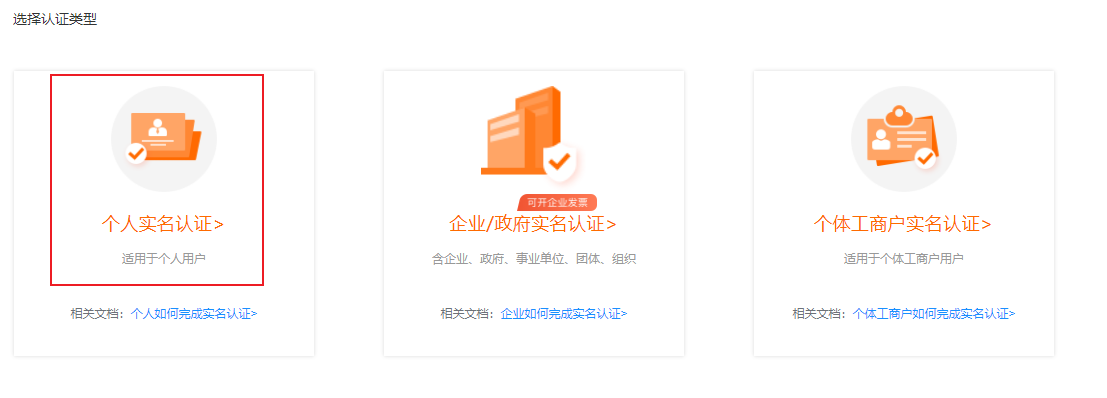 选择认证类型
个人实名认证>
适用于个人用户
相关文档：个人如何完成实名认证>
可开企业发票
企业/政府实名认证>
含企业、政府、事业单位、团体、组织
相关文档：企业如何完成实名认证>
个体工商户实名认证>
适用于个体工商户用户
相关文档：个体工商户如何完成实名认证>